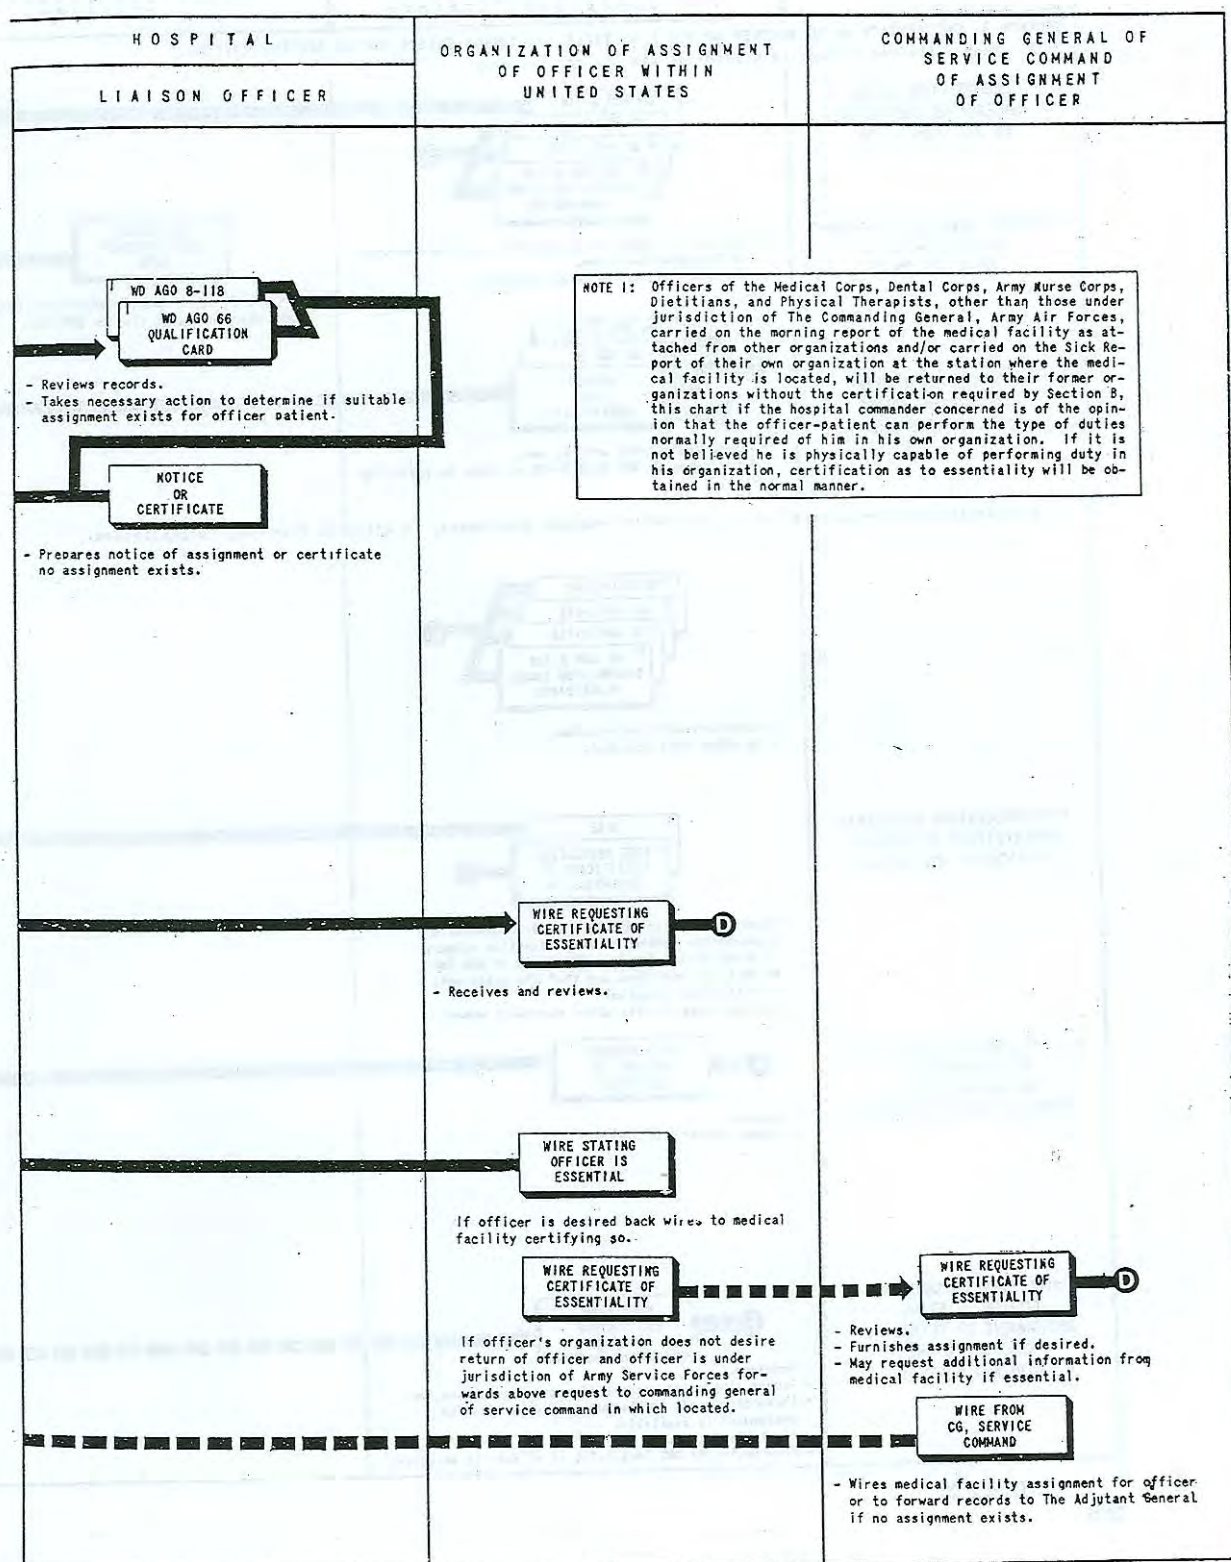 HOSPITAL
LIAISON OFFICER
ORGANIZATION OF ASSIGNMENT
OF OFFICER WITHIN
UNITED STATES
COMMANDING GENERAL OF
SERVICE COMMAND
OF ASSIGNMENT
OF OFFICER
WD AGO 8-118
WD AGO 66
QUALIFICATION
CARD
- Reviews records.
- Takes necessary action to determine if suitable
assignment exists for officer patient.
NOTICE
OR
CERTIFICATE
- Prepares notice of assignment or certificate
no assignment exists.
NOTE 1: Officers of the Medical Corps, Dental Corps, Army Nurse Corps,
Dietitians, and Physical Therapists, other than those under
jurisdiction of The Commanding General, Army Air Forces,
carried on the morning report of the medical facility as at-
tached from other organizations and/or carried on the Sick Re-
port of their own organization at the station where the medi-
cal facility is located, will be returned to their former or-
ganizations without the certification required by Section B,
this chart if the hospital commander concerned is of the opin-
ion that the officer-patient can perform the type of duties
normally required of him in his own organization. If it is
not believed he is physically capable of performing duty in
his organization, certification as to essentiality will be ob-
tained in the normal manner.
WIRE REQUESTING
CERTIFICATE OF
ESSENTIALITY
D
- Receives and reviews.
WIRE STATING
OFFICER IS
ESSENTIAL
If officer is desired back wires to medical
facility certifying so.
WIRE REQUESTING
CERTIFICATE OF
ESSENTIALITY
If officer's organization does not desire
return of officer and officer is under
jurisdiction of Army Service Forces for-
wards above request to commanding general
of service command in which located.
WIRE REQUESTING
CERTIFICATE OF
ESSENTIALITY
D
- Reviews.
- Furnishes assignment if desired.
- May request additional information from
medical facility if essential.
WIRE FROM
CG, SERVICE
COMMAND
- Wires medical facility assignment for officer
or to forward records to The Adjutant General
if no assignment exists.